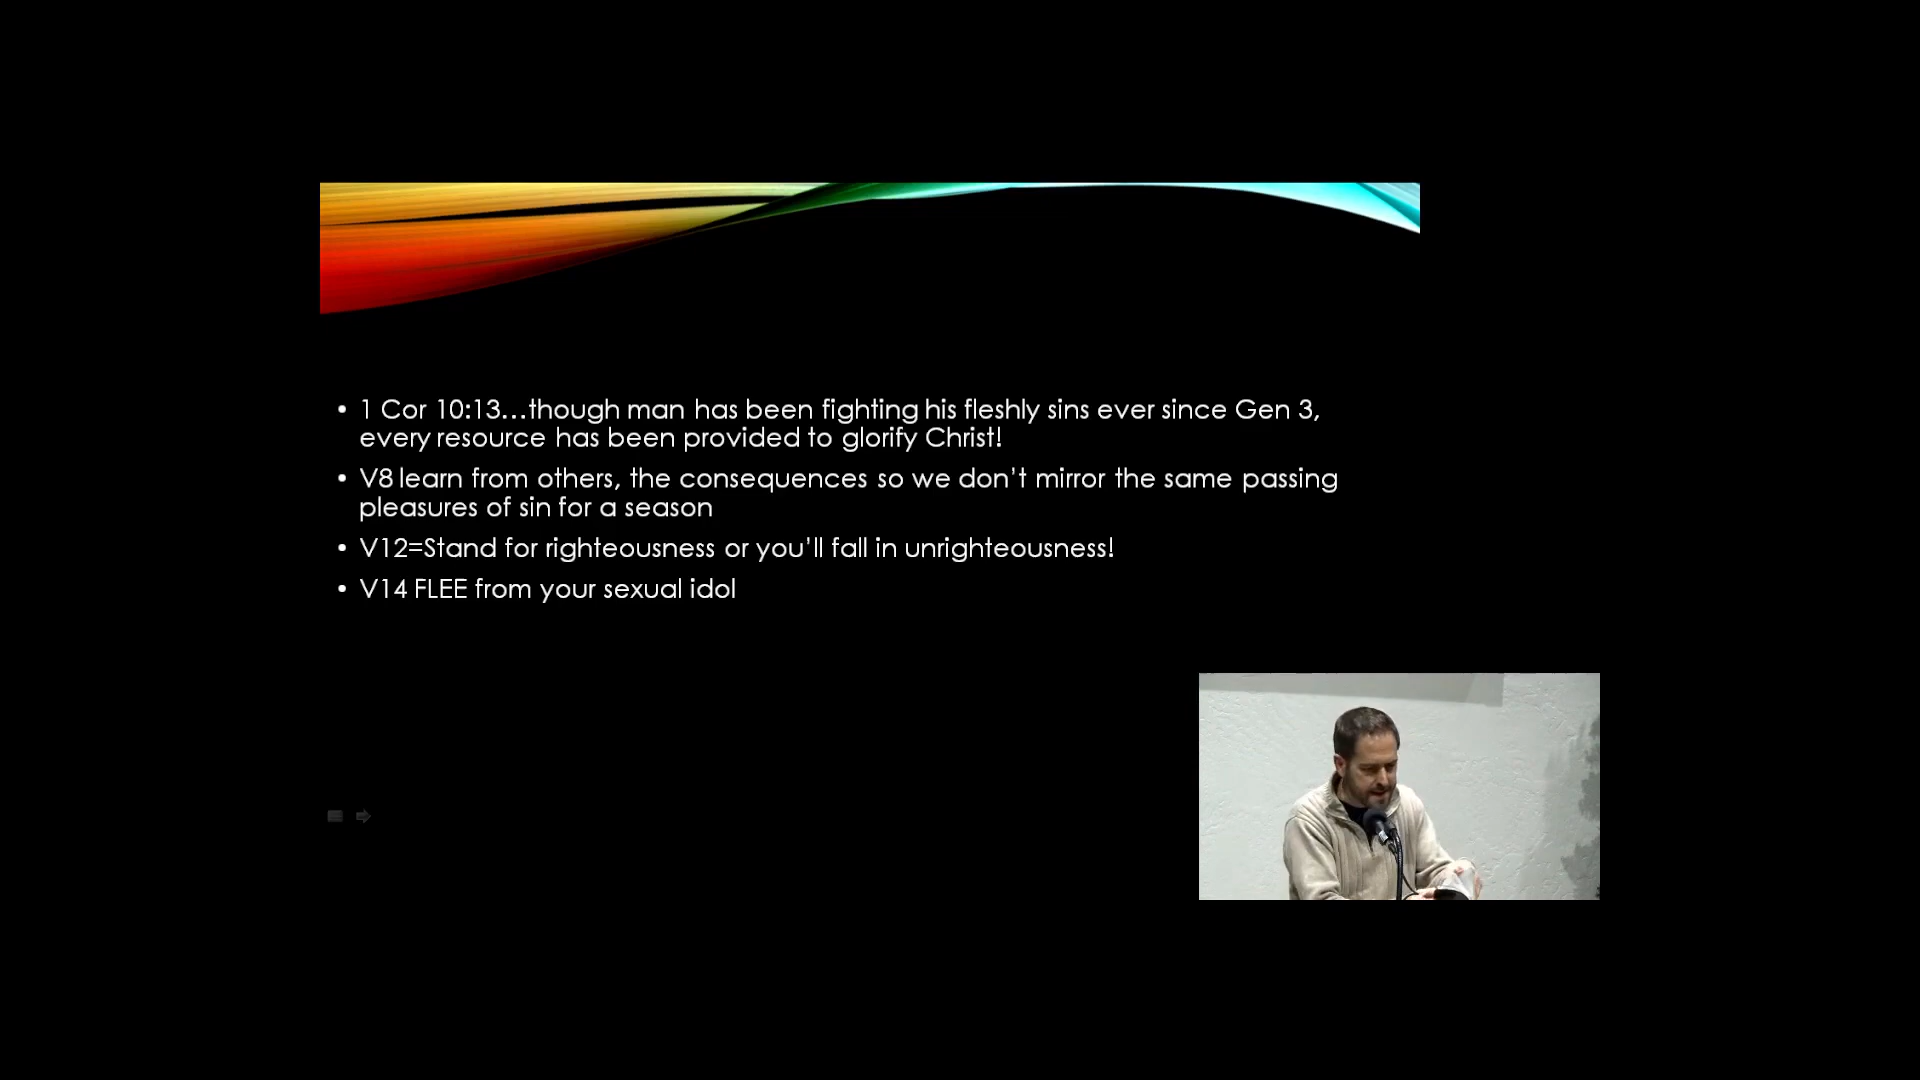 • 1 Cor 10:13...though man has been fighting his fleshly sins ever since Gen 3,
every resource has been provided to glorify Christ!
• V8 learn from others, the consequences so we don't mirror the same passing
pleasures of sin for a season
• V12=Stand for righteousness or you'll fall in unrighteousness!
• V14 FLEE from your sexual idol